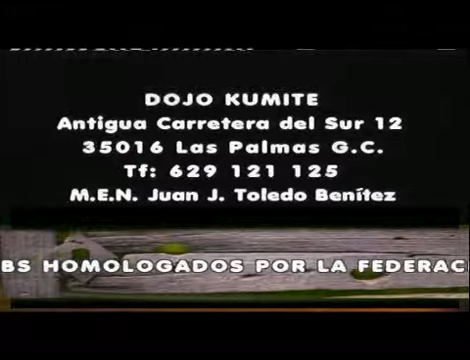 DOJO KUMITE
Antigua Carretera del Sur 12
35016 Las Palmas G.C.
Tf: 629 121 125
M.E.N. Juan J. Toledo Benítez
BS HOMOLOGADOS POR LA FEDERAC